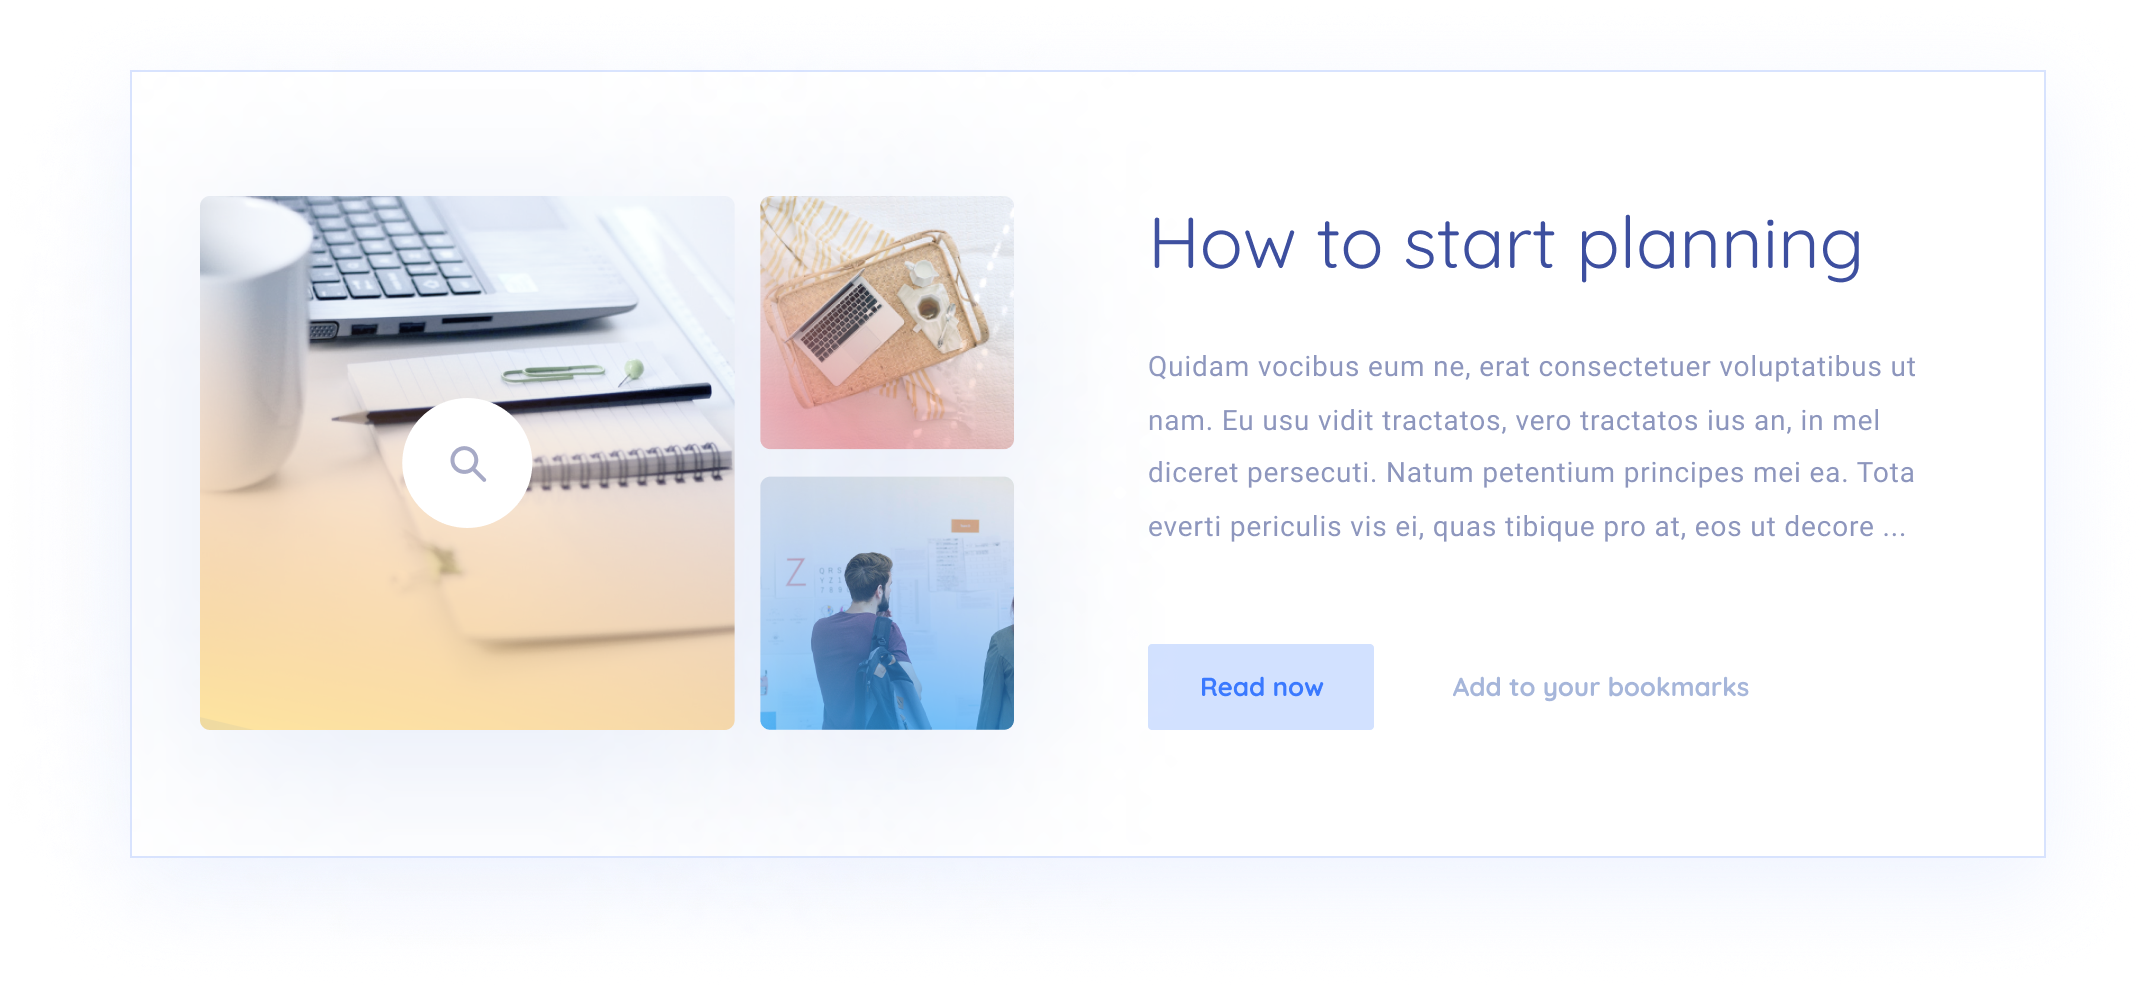 How to start planning
Quidam vocibus eum ne, erat consectetuer voluptatibus ut
nam. Eu usu vidit tractatos, vero tractatos ius an, in mel
diceret persecuti. Natum petentium principes mei ea. Tota
everti periculis vis ei, quas tibique pro at, eos ut decore ...
Z
Read now
Add to your bookmarks